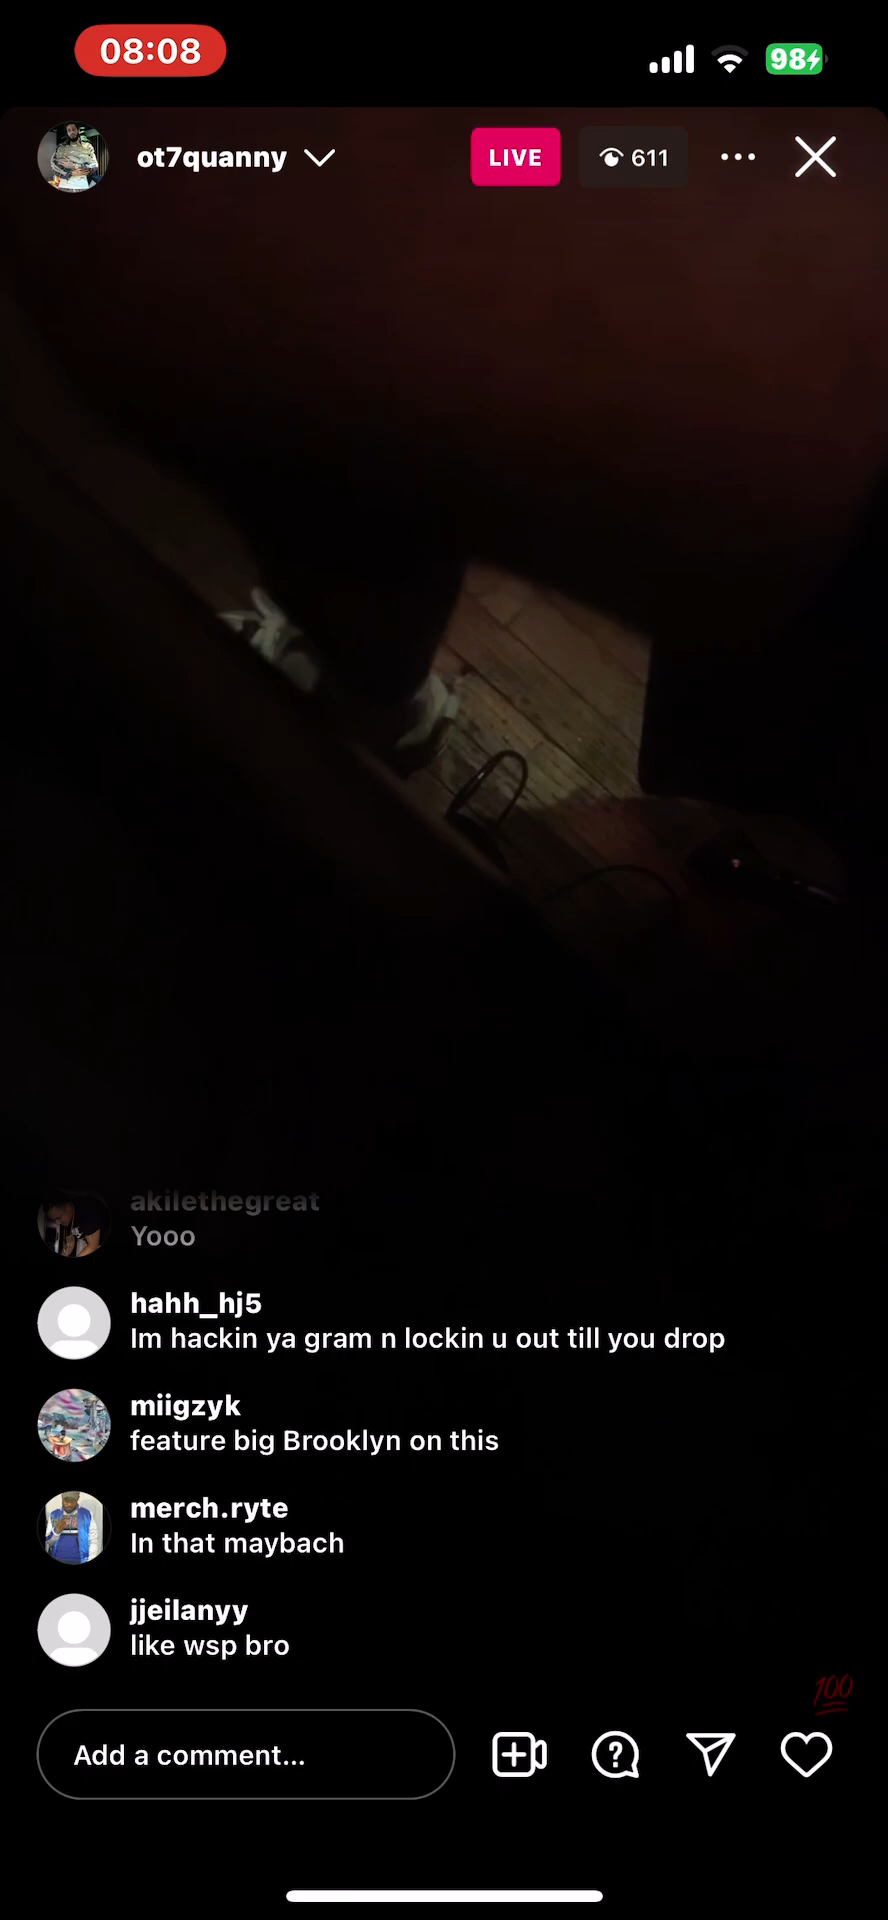 08:08
98
ot7quanny
LIVE
611
akilethegreat
Yooo
hahh_hj5
Im hackin ya gram n lockin u out till you drop
miigzyk
feature big Brooklyn on this
merch.ryte
In that maybach
jjeilanyy
like wsp bro
100
Add a comment...